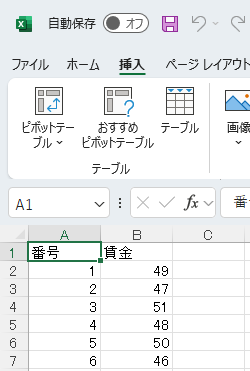 自動保存 オフ
ファイル ホーム 挿入 ページ レイアウト
ピボットテー
ブル
おすすめ
ピボットテーブル
テーブル
画像
テーブル
A1 fx 番
A B C
1 番号 賃金
2 1 49
3 2 47
4 3 51
5 4 48
6 5 50
7 6 46